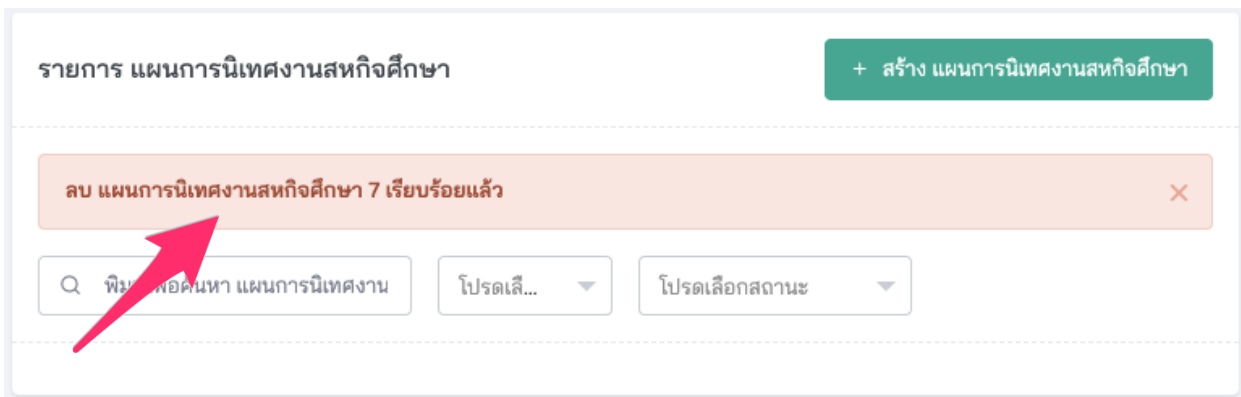 รายการ แผนการนิเทศงานสหกิจศึกษา
+ สร้าง แผนการนิเทศงานสหกิจศึกษา
ลบ แผนการนิเทศงานสหกิจศึกษา 7 เรียบร้อยแล้ว
แผนการนิเทศงาน
โปรดเลื...
โปรดเลือกสถานะ